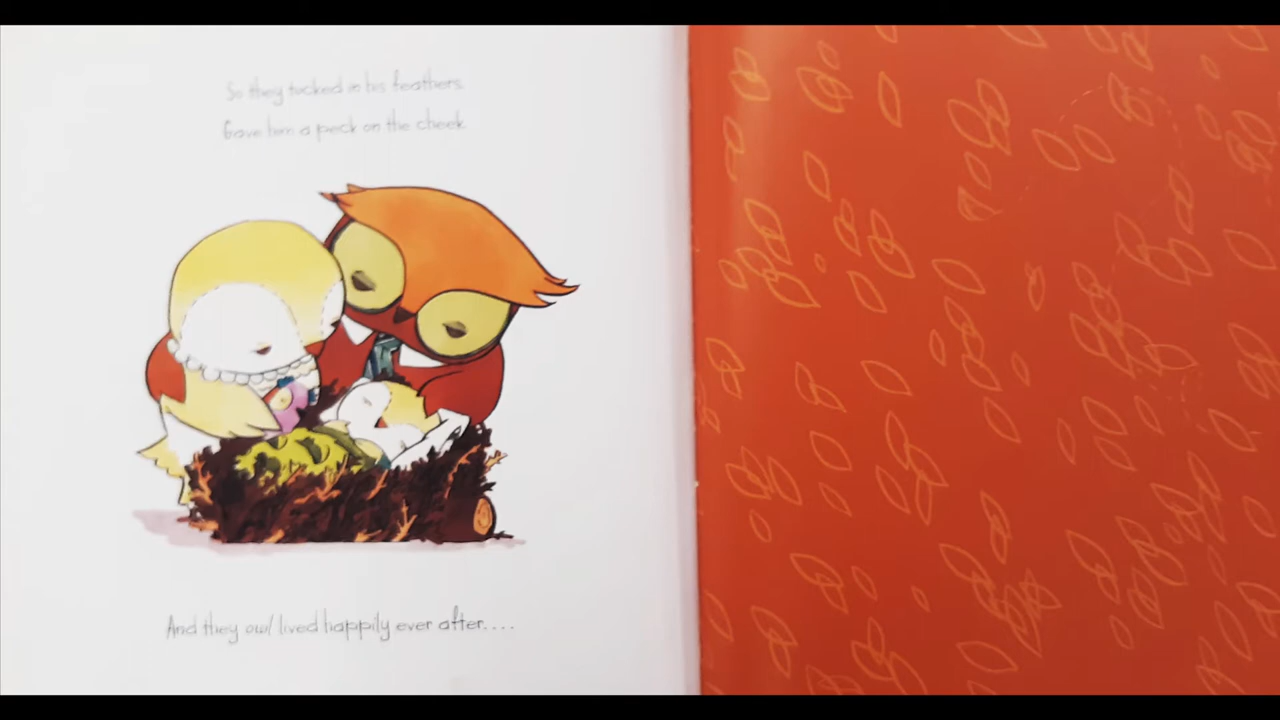 So they tucked in his feathers.
Gave him a peck on the cheek.
And they owl lived happily ever after....